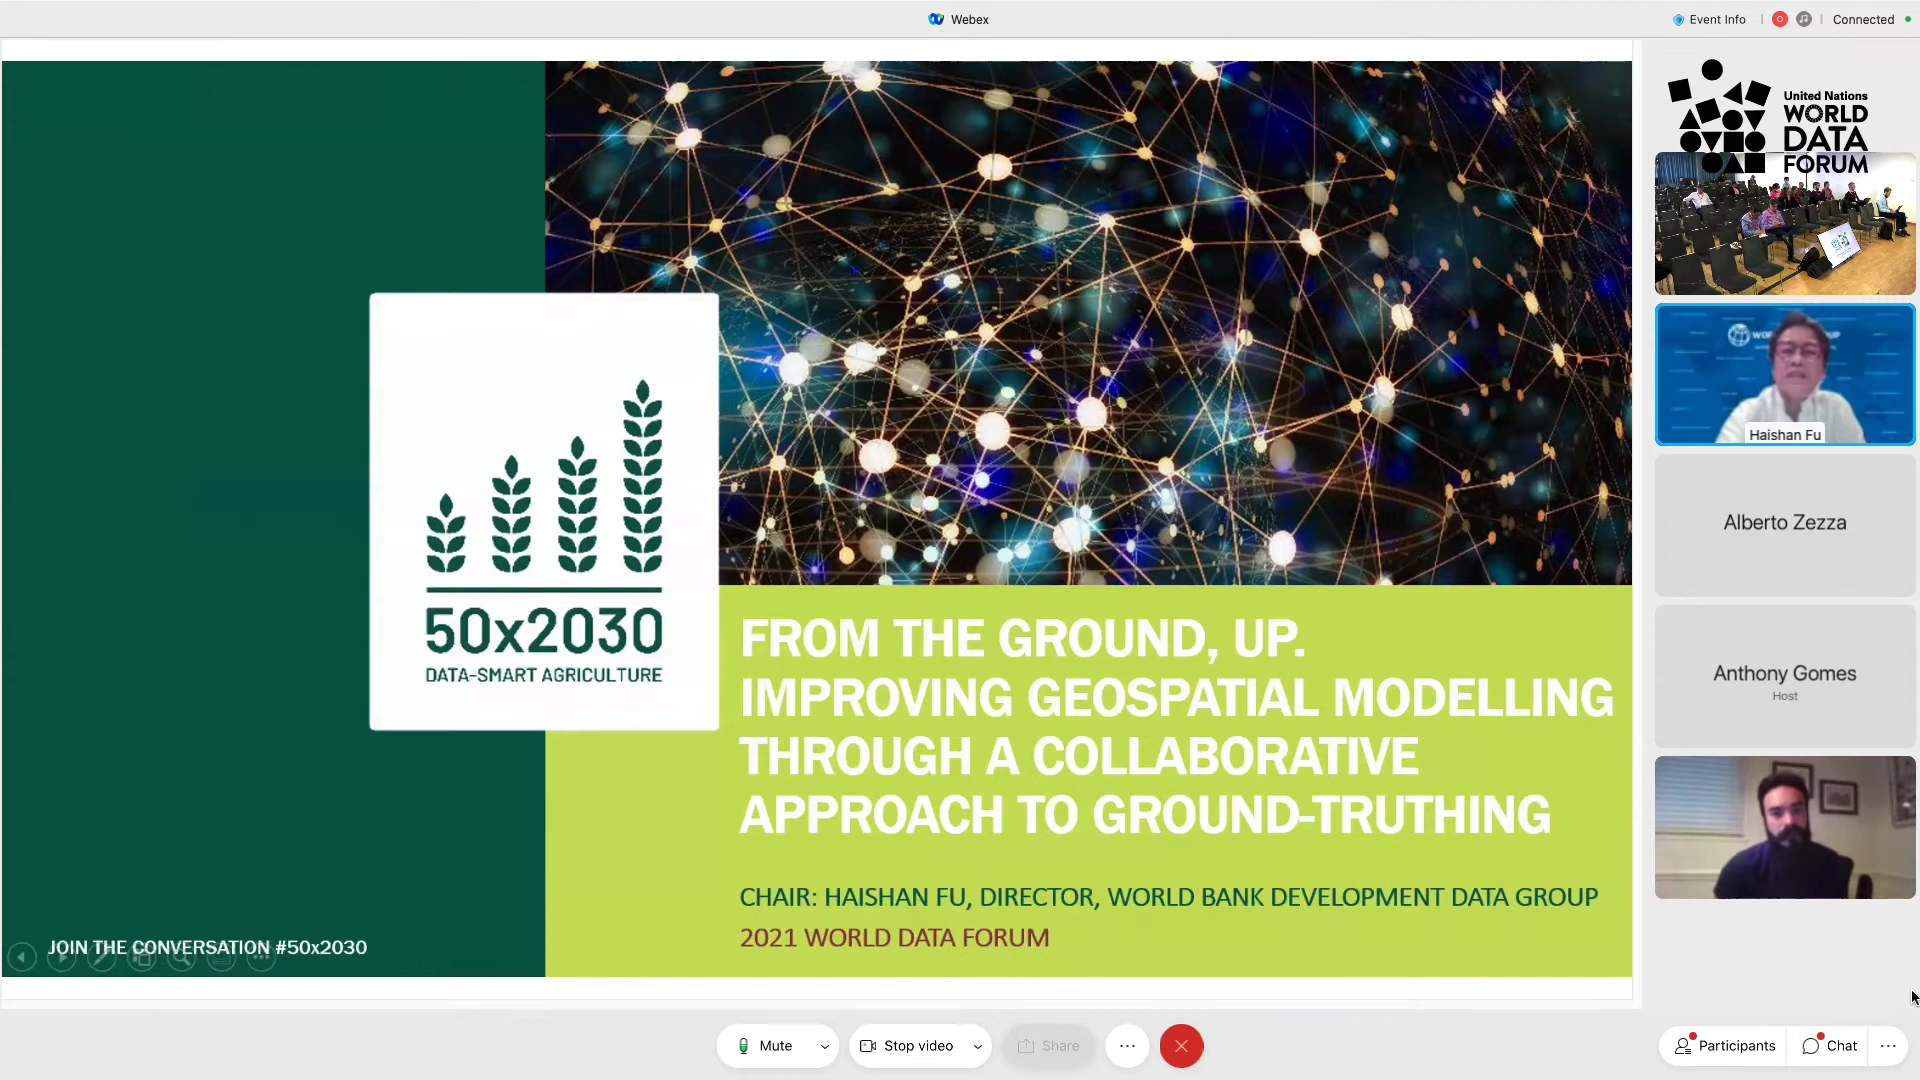 Webex
Event Info
Connected
United Nations
WORLD
DATA
FORUM
Haishan Fu
Alberto Zezza
Anthony Gomes
Host
50x2030
DATA-SMART AGRICULTURE
FROM THE GROUND, UP.
IMPROVING GEOSPATIAL MODELLING
THROUGH A COLLABORATIVE
APPROACH TO GROUND-TRUTHING
CHAIR: HAISHAN FU, DIRECTOR, WORLD BANK DEVELOPMENT DATA GROUP
2021 WORLD DATA FORUM
JOIN THE CONVERSATION #50x2030
Mute
Stop video
Share
Participants
Chat